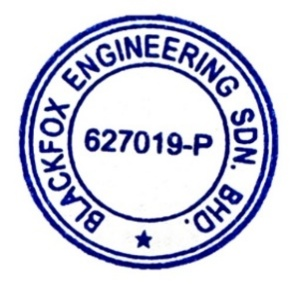 BLACKFOX ENGINEERING SDN. BHD.
627019-P